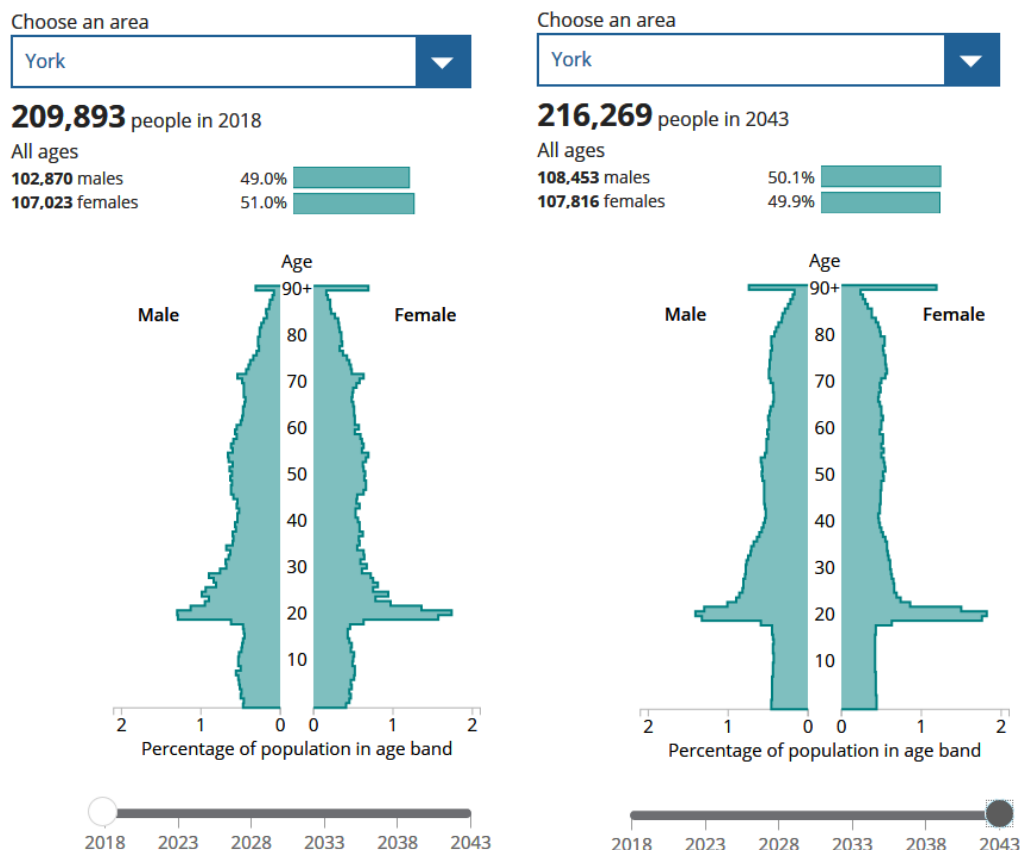 Choose an area
York
209,893 people in 2018
All ages
102,870 males 49.0%
107,023 females 51.0%
Age
90+
Male Female
80
70
60
50
40
30
20
10
2 1 0 0 1 2
Percentage of population in age band
2018 2023 2028 2033 2038 2043
Choose an area
York
216,269 people in 2043
All ages
108,453 males 50.1%
107,816 females 49.9%
Age
90+
Male Female
80
70
60
50
40
30
20
10
2 1 0 0 1 2
Percentage of population in age band
2018 2023 2028 2033 2038 2043